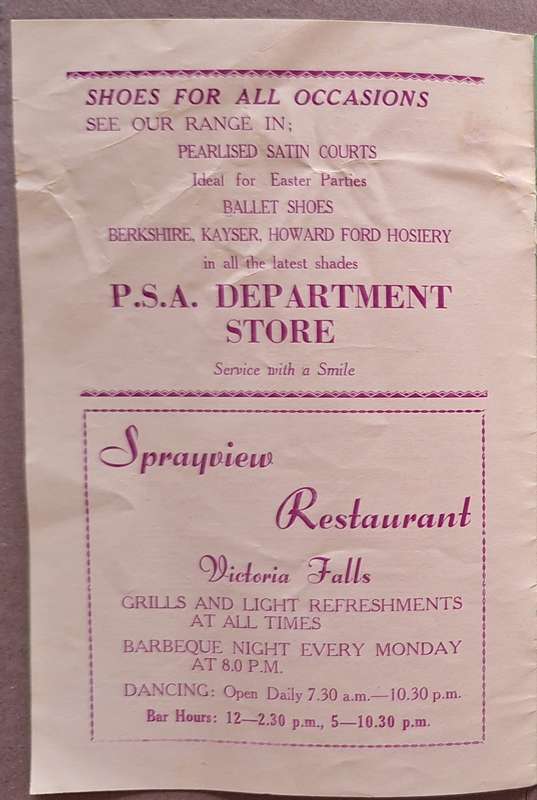 SHOES FOR ALL OCCASIONS
SEE OUR RANGE IN;
PEARLISED SATIN COURTS
Ideal for Easter Parties
BALLET SHOES
BERKSHIRE, KAYSER, HOWARD FORD HOSIERY
in all the latest shades
P.S.A. DEPARTMENT
STORE
Service with a Smile
Sprayview
Restaurant
Victoria Falls
GRILLS AND LIGHT REFRESHMENTS
AT ALL TIMES
BARBEQUE NIGHT EVERY MONDAY
AT 8.0 P.M.
DANCING: Open Daily 7.30 a.m.—10.30 p.m.
Bar Hours: 12—2.30 p.m., 5—10.30 p.m.